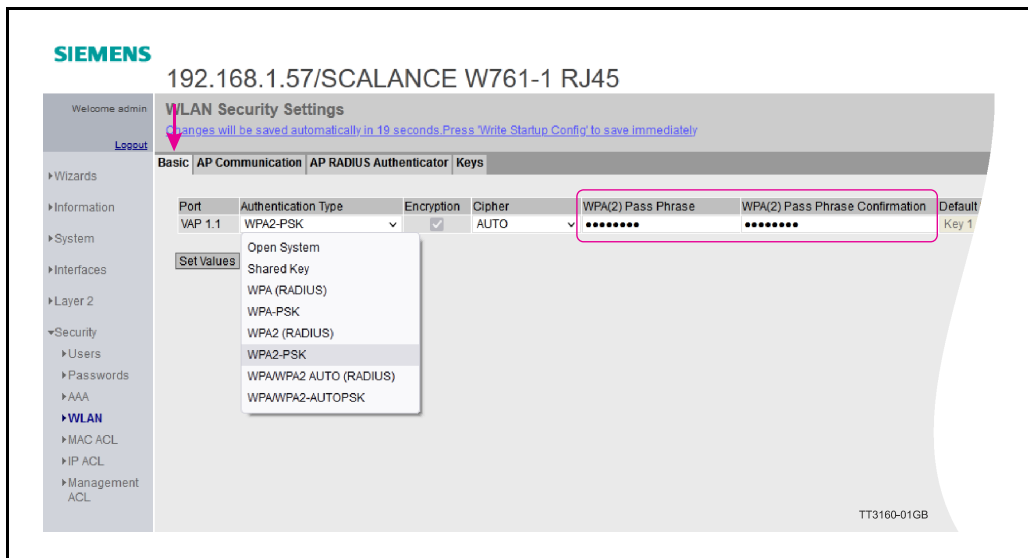 SIEMENS
192.168.1.57/SCALANCE W761-1 RJ45
Welcome admin
Logout
WLAN Security Settings
Changes will be saved automatically in 19 seconds.Press 'Write Startup Config' to save immediately
Basic AP Communication AP RADIUS Authenticator Keys
▸Wizards
▸Information
▸System
▸Interfaces
▸Layer 2
▾Security
▸Users
▸Passwords
▸AAA
▸WLAN
▸MAC ACL
▸IP ACL
▸Management
ACL
Port Authentication Type Encryption Cipher WPA(2) Pass Phrase WPA(2) Pass Phrase Confirmation Default
VAP 1.1 WPA2-PSK AUTO •••••••• •••••••• Key 1
Set Values
Open System
Shared Key
WPA (RADIUS)
WPA-PSK
WPA2 (RADIUS)
WPA2-PSK
WPA/WPA2 AUTO (RADIUS)
WPA/WPA2-AUTOPSK
TT3160-01GB